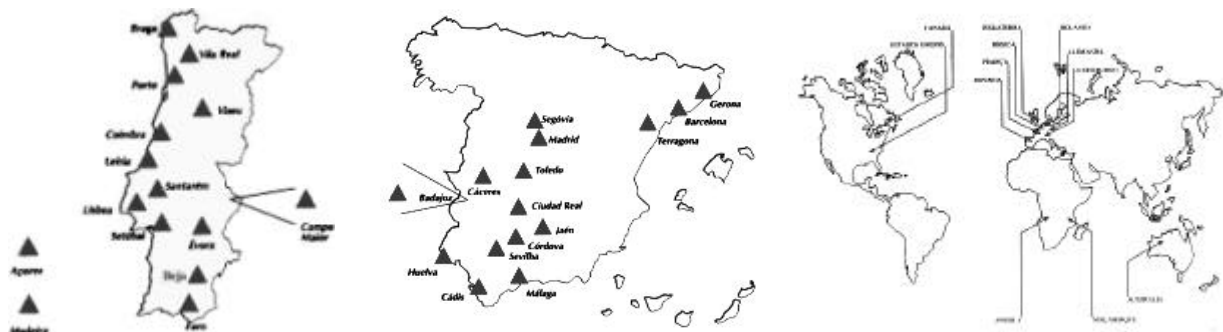 Braga
Vila Real
Porto
Viseu
Coimbra
Leiria
Santarém
Lisboa
Setúbal
Évora
Campo
Maior
Beja
Faro
Açores
Madeira
Gerona
Barcelona
Terragona
Segóvia
Madrid
Toledo
Cáceres
Badajoz
Ciudad Real
Jaén
Córdova
Sevilha
Huelva
Cádis
Málaga
CANADÁ
ESTADOS UNIDOS
INGLATERRA
HOLANDA
FRANÇA
AUSTRÁLIA